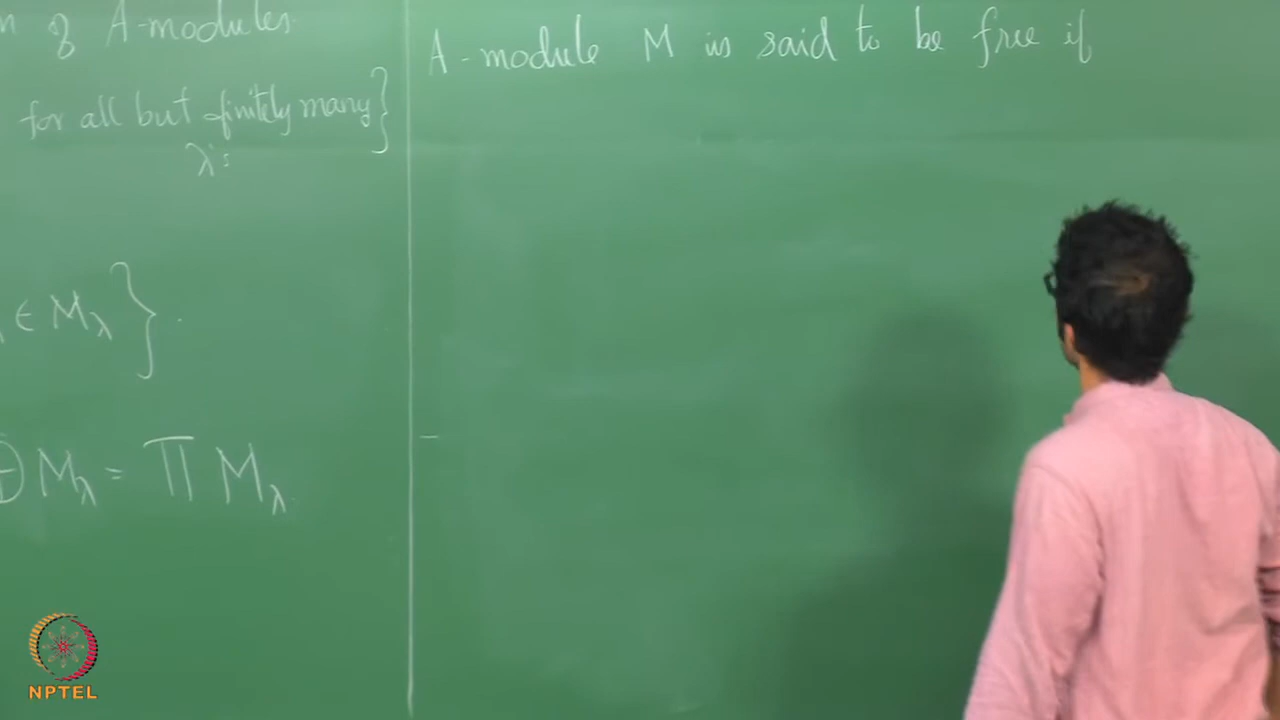 of A-modules.
for all but finitely many }
λ's
∈ M_λ } .
⊕ M_λ = ∏ M_λ.
A-module M is said to be free if
NPTEL